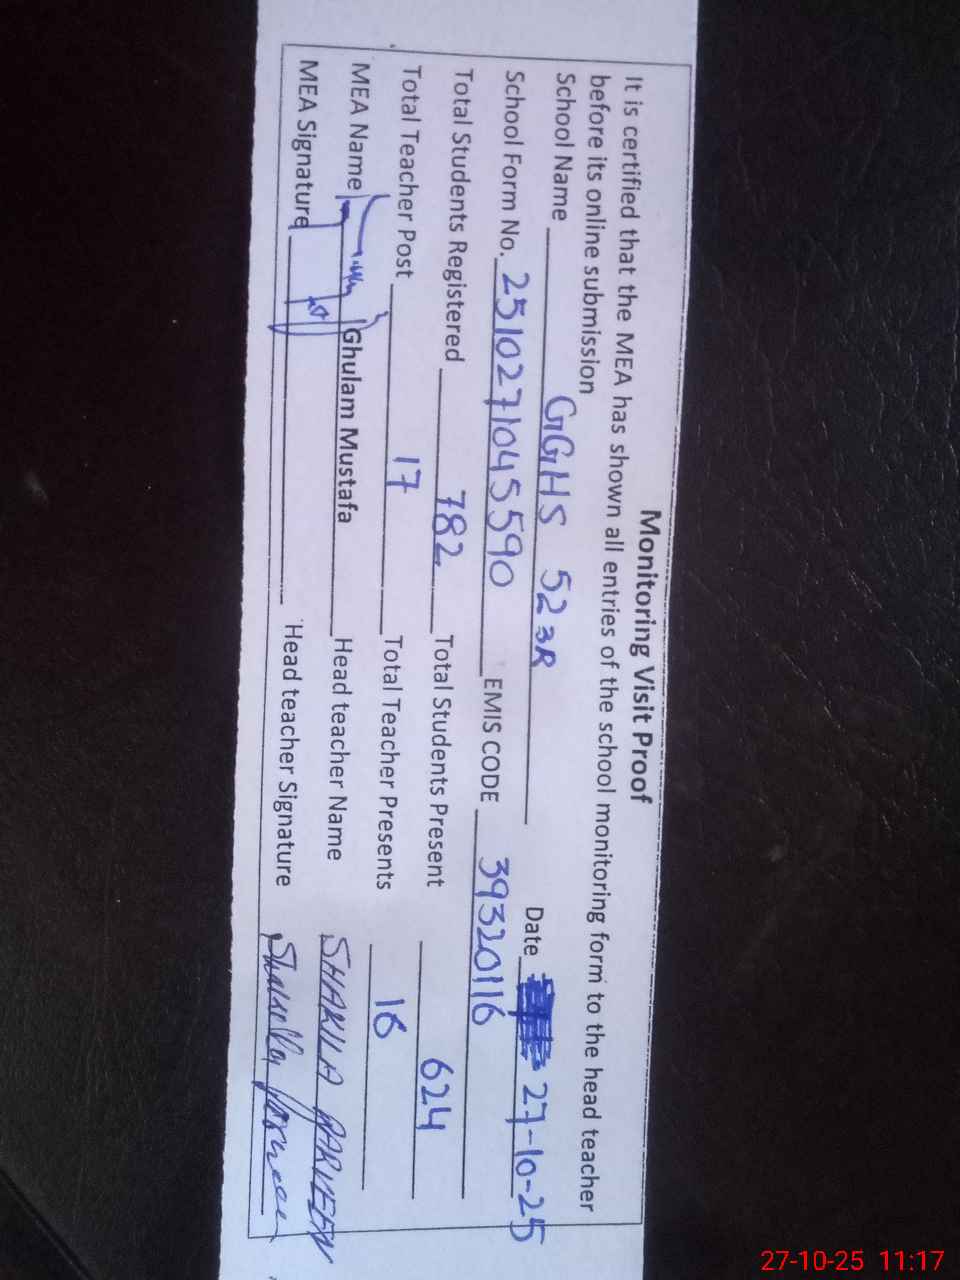 Monitoring Visit Proof
It is certified that the MEA has shown all entries of the school monitoring form to the head teacher
before its online submission
School Name GGHS 52 3R Date 27-10-25
School Form No. 2510271045590 EMIS CODE 39320116
Total Students Registered 782 Total Students Present 624
Total Teacher Post 17 Total Teacher Presents 16
MEA Name Ghulam Mustafa Head teacher Name SHAKILA PARVEEN
MEA Signature Head teacher Signature
27-10-25 11:17